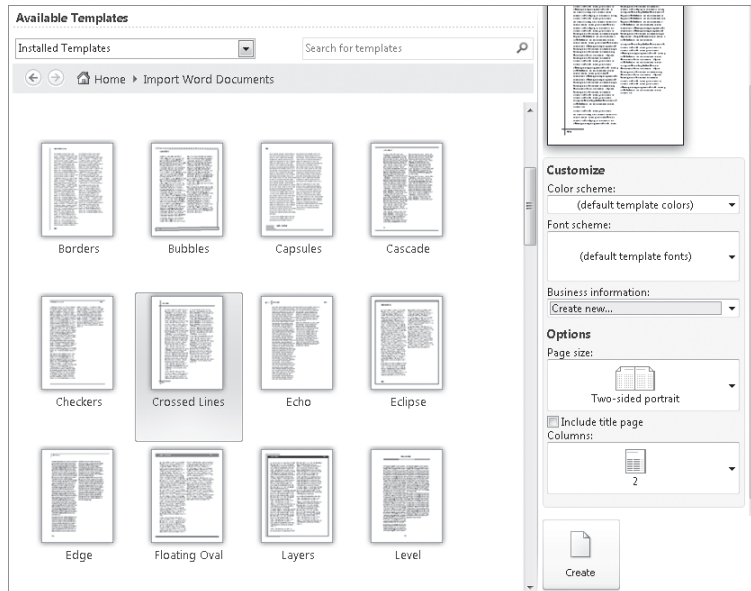 Available Templates
Installed Templates
Search for templates
Home
Import Word Documents
Borders
Bubbles
Capsules
Cascade
Checkers
Crossed Lines
Echo
Eclipse
Edge
Floating Oval
Layers
Level
Customize
Color scheme:
(default template colors)
Font scheme:
(default template fonts)
Business information:
Create new...
Options
Page size:
Two-sided portrait
Include title page
Columns:
2
Create